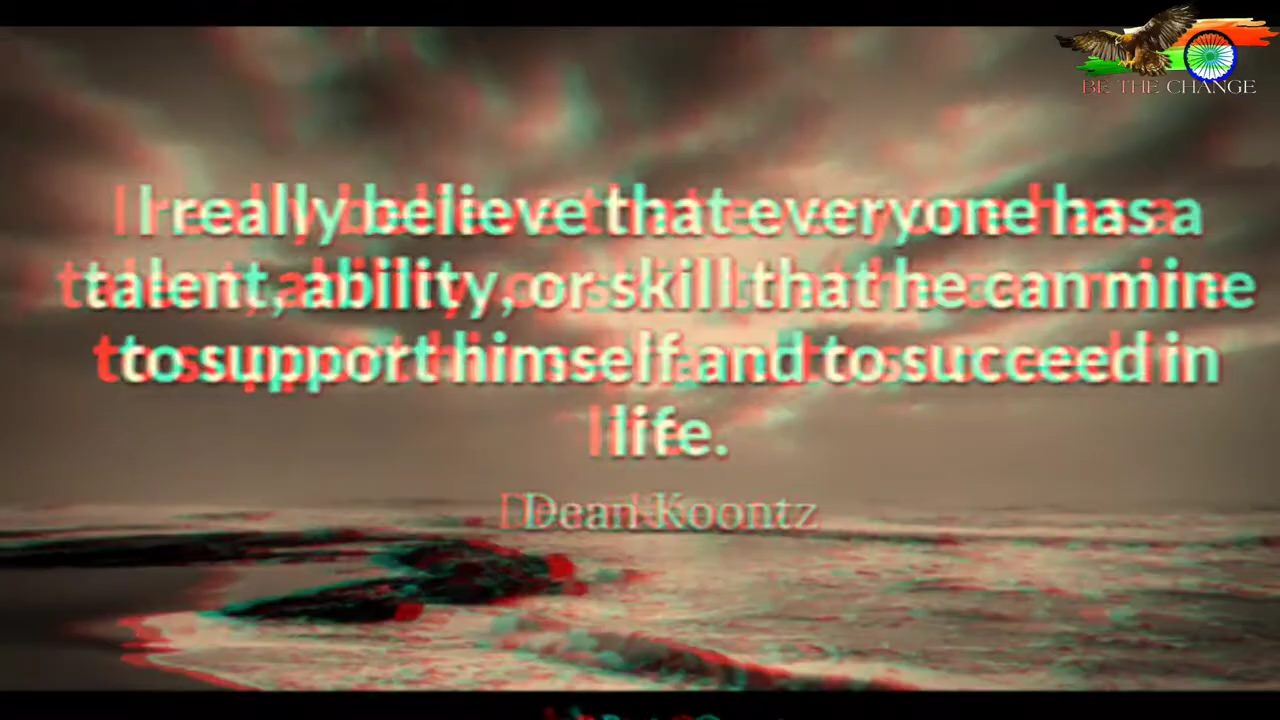 BE THE CHANGE
I really believe that everyone has a
talent, ability, or skill that he can mine
to support himself and to succeed in
life.
Dean Koontz